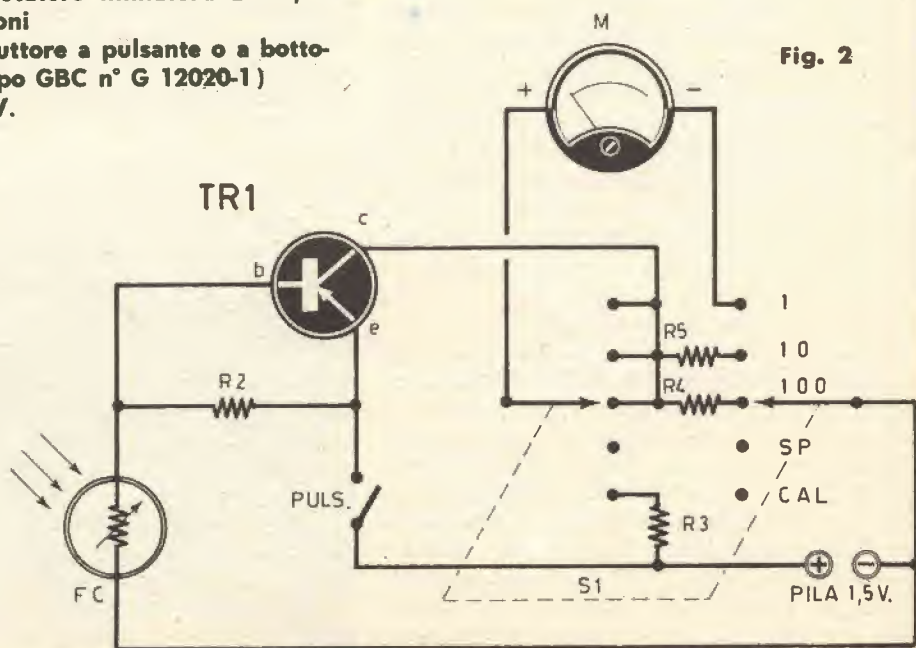 oni
uttore a pulsante o a botto-
po GBC n° G 12020-1)
V.
M
Fig. 2
+
-
TR1
c
b
e
1
R5
10
R2
R4
100
SP
PULS.
CAL
R3
FC
S1
+
-
PILA 1,5V.